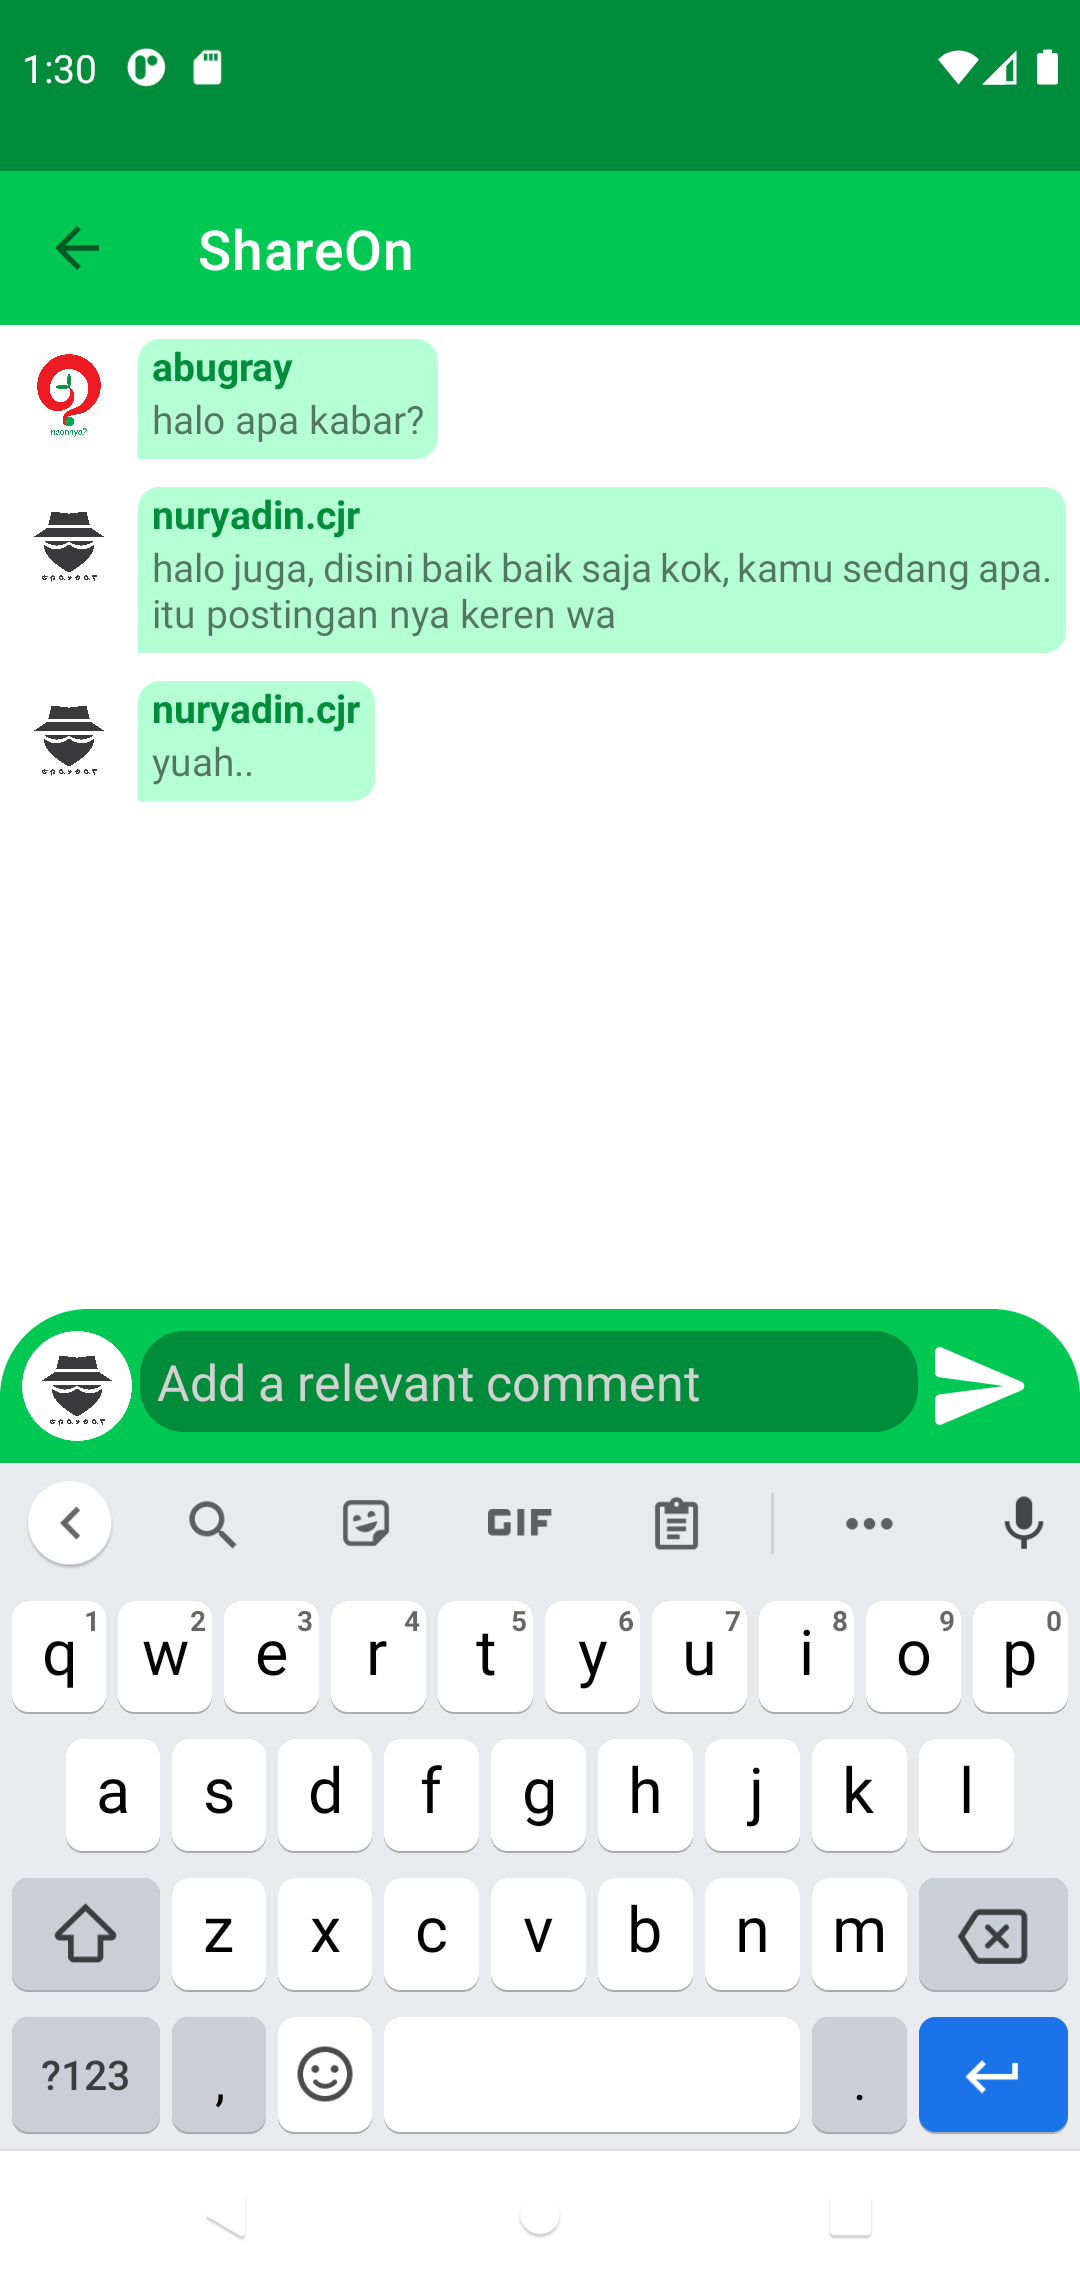 1:30
ShareOn
abugray
halo apa kabar?
nuryadin.cjr
halo juga, disini baik baik saja kok, kamu sedang apa.
itu postingan nya keren wa
nuryadin.cjr
yuah..
Add a relevant comment
GIF
1 2 3 4 5 6 7 8 9 0
q w e r t y u i o p
a s d f g h j k l
z x c v b n m
?123 , .